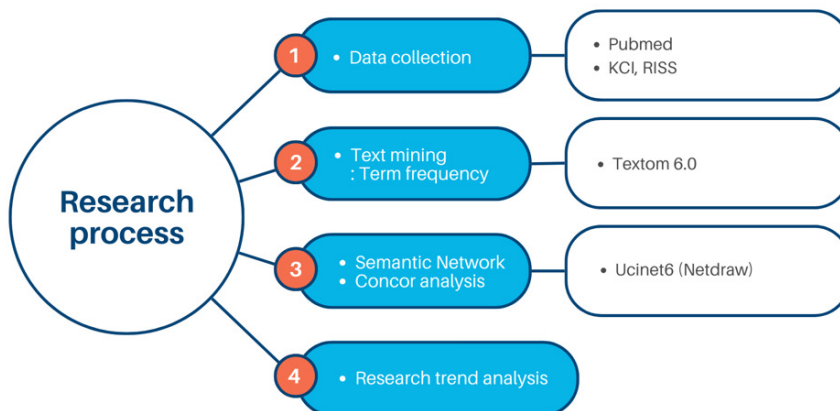 Research
process
1
• Data collection
• Pubmed
• KCI, RISS
2
• Text mining
: Term frequency
• Textom 6.0
3
• Semantic Network
• Concor analysis
• Ucinet6 (Netdraw)
4
• Research trend analysis